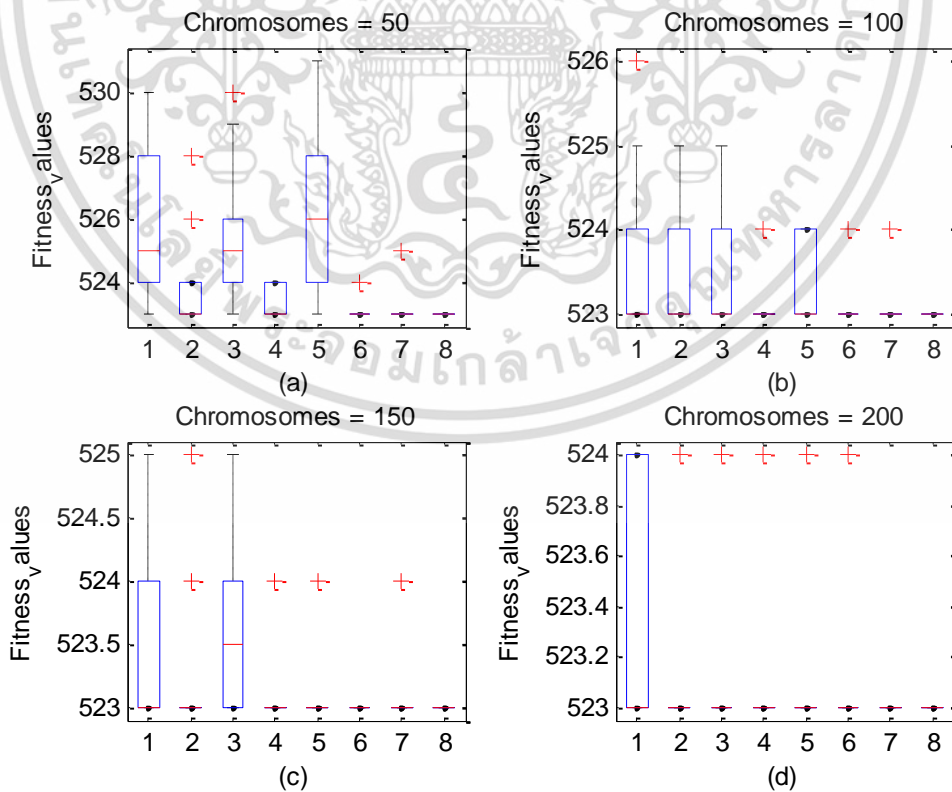 Chromosomes = 50
Fitness_values
530
528
526
524
1 2 3 4 5 6 7 8
(a)
Chromosomes = 100
Fitness_values
526
525
524
523
1 2 3 4 5 6 7 8
(b)
Chromosomes = 150
Fitness_values
525
524.5
524
523.5
523
1 2 3 4 5 6 7 8
(c)
Chromosomes = 200
Fitness_values
524
523.8
523.6
523.4
523.2
523
1 2 3 4 5 6 7 8
(d)